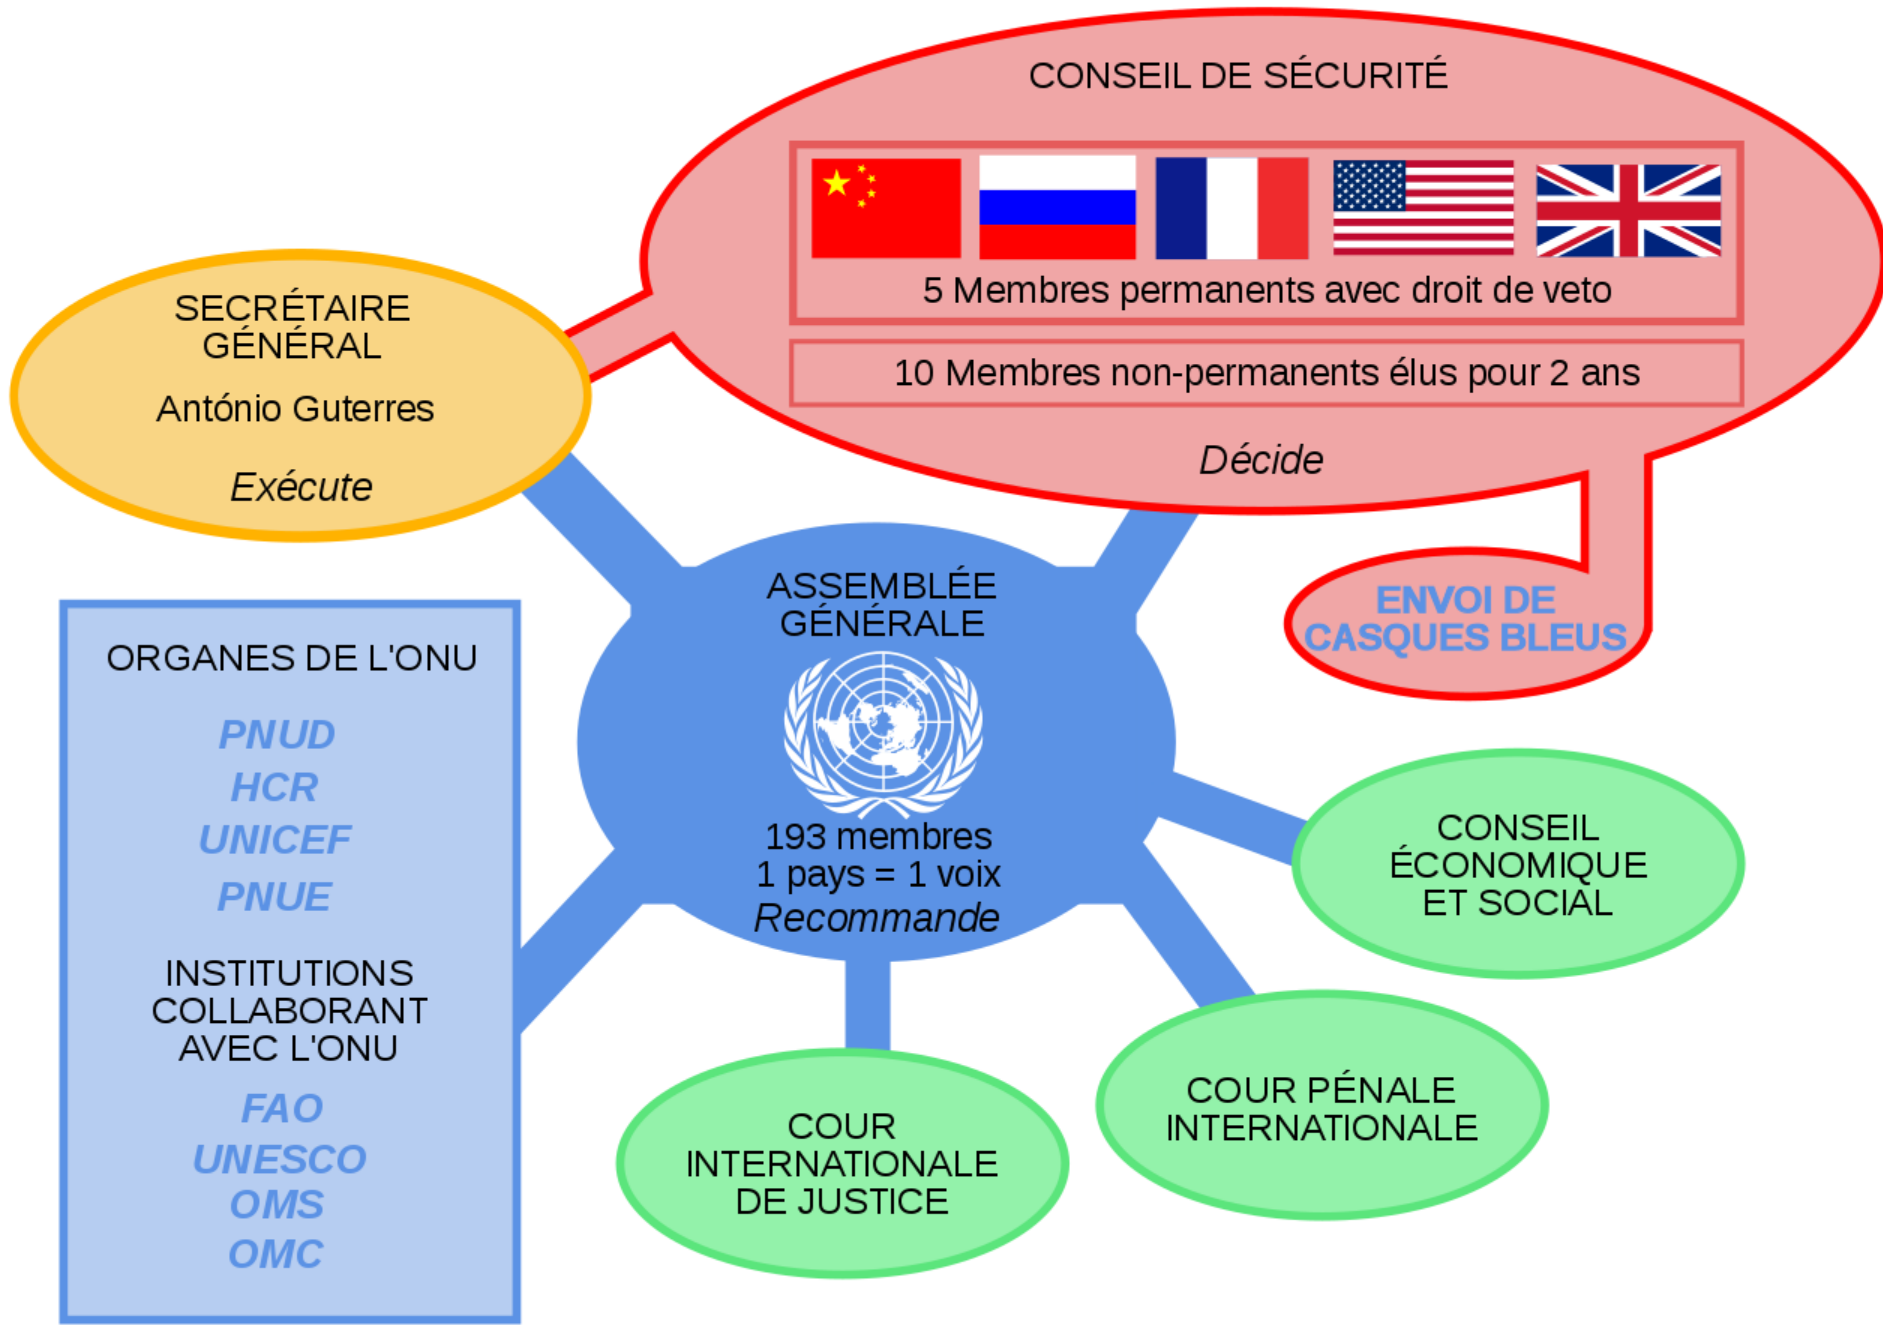 CONSEIL DE SÉCURITÉ
5 Membres permanents avec droit de veto
10 Membres non-permanents élus pour 2 ans
Décide
SECRÉTAIRE
GÉNÉRAL
António Guterres
Exécute
ENVOI DE
CASQUES BLEUS
ASSEMBLÉE
GÉNÉRALE
193 membres
1 pays = 1 voix
Recommande
ORGANES DE L'ONU
PNUD
HCR
UNICEF
PNUE
INSTITUTIONS
COLLABORANT
AVEC L'ONU
FAO
UNESCO
OMS
OMC
CONSEIL
ÉCONOMIQUE
ET SOCIAL
COUR PÉNALE
INTERNATIONALE
COUR
INTERNATIONALE
DE JUSTICE